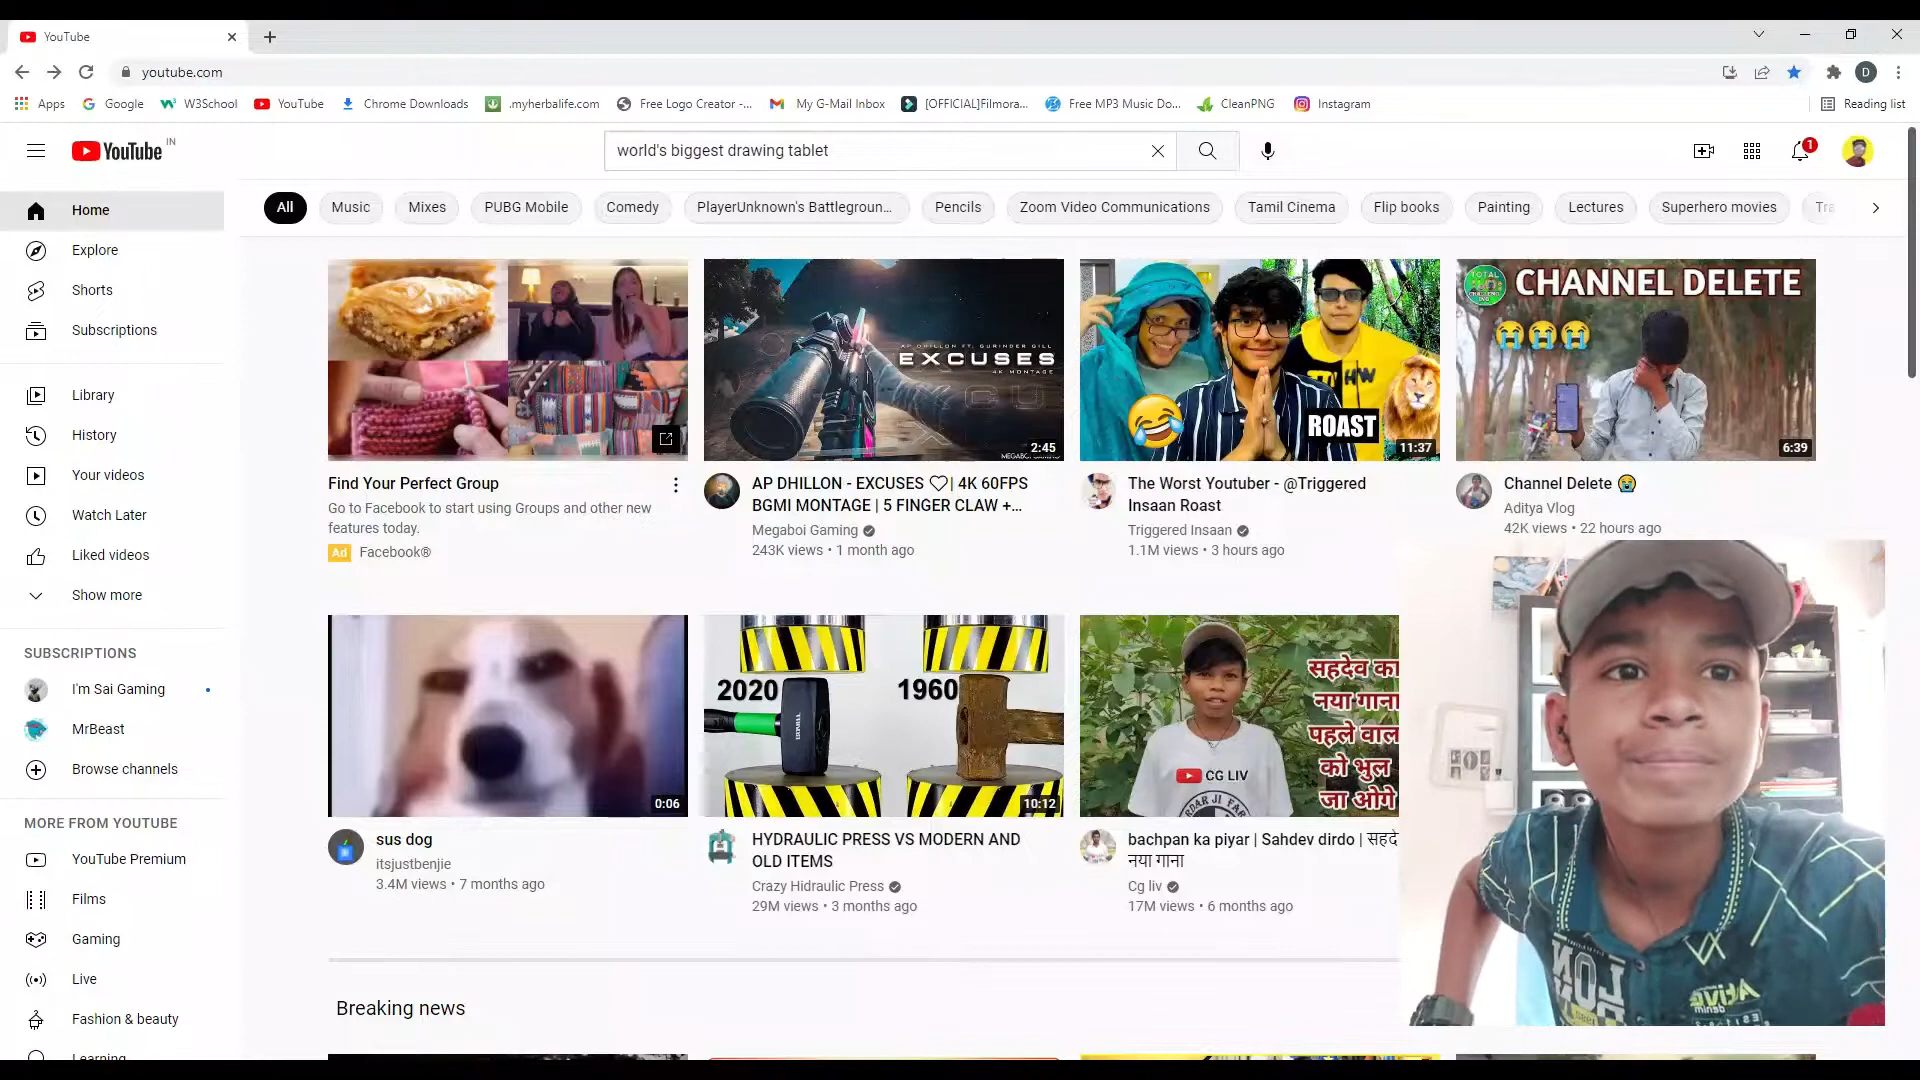 YouTube
youtube.com
Apps
Google
W3School
YouTube
Chrome Downloads
.myherbalife.com
Free Logo Creator -...
My G-Mail Inbox
[OFFICIAL]Filmora...
Free MP3 Music Do...
CleanPNG
Instagram
Reading list
YouTube IN
world's biggest drawing tablet
1
All
Music
Mixes
PUBG Mobile
Comedy
PlayerUnknown's Battlegroun...
Pencils
Zoom Video Communications
Tamil Cinema
Flip books
Painting
Lectures
Superhero movies
Home
Explore
Shorts
Subscriptions
Library
History
Your videos
Watch Later
Liked videos
Show more
SUBSCRIPTIONS
I'm Sai Gaming
MrBeast
Browse channels
MORE FROM YOUTUBE
YouTube Premium
Films
Gaming
Live
Fashion & beauty
Learning
Find Your Perfect Group
Go to Facebook to start using Groups and other new
features today.
Ad Facebook®
AP DHILLON FT. GURINDER GILL
EXCUSES
4K MONTAGE
2:45
AP DHILLON - EXCUSES ♡| 4K 60FPS
BGMI MONTAGE | 5 FINGER CLAW +...
Megaboi Gaming
243K views • 1 month ago
ROAST
11:37
The Worst Youtuber - @Triggered
Insaan Roast
Triggered Insaan
1.1M views • 3 hours ago
TOTAL
CHANNEL DELETE
6:39
Channel Delete 😭
Aditya Vlog
42K views • 22 hours ago
0:06
sus dog
itsjustbenjie
3.4M views • 7 months ago
2020
1960
10:12
HYDRAULIC PRESS VS MODERN AND
OLD ITEMS
Crazy Hidraulic Press
29M views • 3 months ago
सहदेव का
नया गाना
पहले वाल
को भुल
जा ओगे
CG LIV
bachpan ka piyar | Sahdev dirdo | सहदे
नया गाना
Cg liv
17M views • 6 months ago
Breaking news